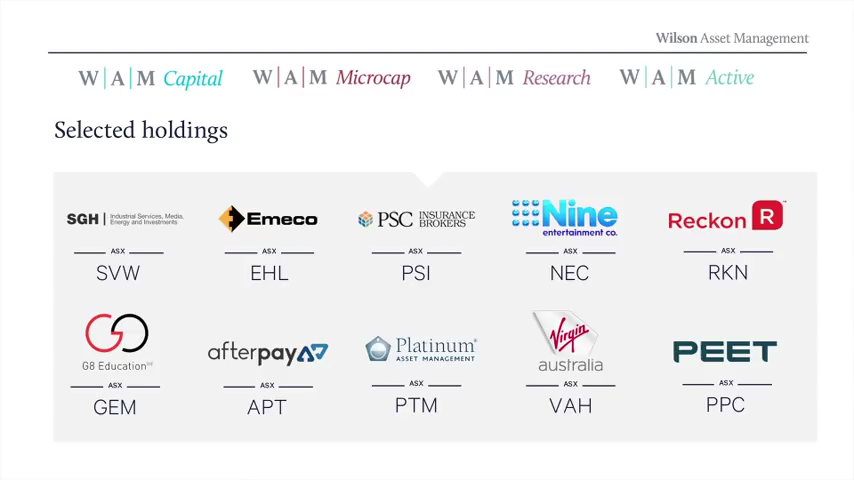 Wilson Asset Management
W|A|M Capital W|A|M Microcap W|A|M Research W|A|M Active
Selected holdings
SGH | Industrial Services, Media, Energy and Investments
Emeco
PSC INSURANCE BROKERS
Nine entertainment co.
Reckon R
ASX ASX ASX ASX ASX
SVW EHL PSI NEC RKN
G8 Education
afterpay
Platinum® ASSET MANAGEMENT
Virgin australia
PEET
ASX ASX ASX ASX ASX
GEM APT PTM VAH PPC